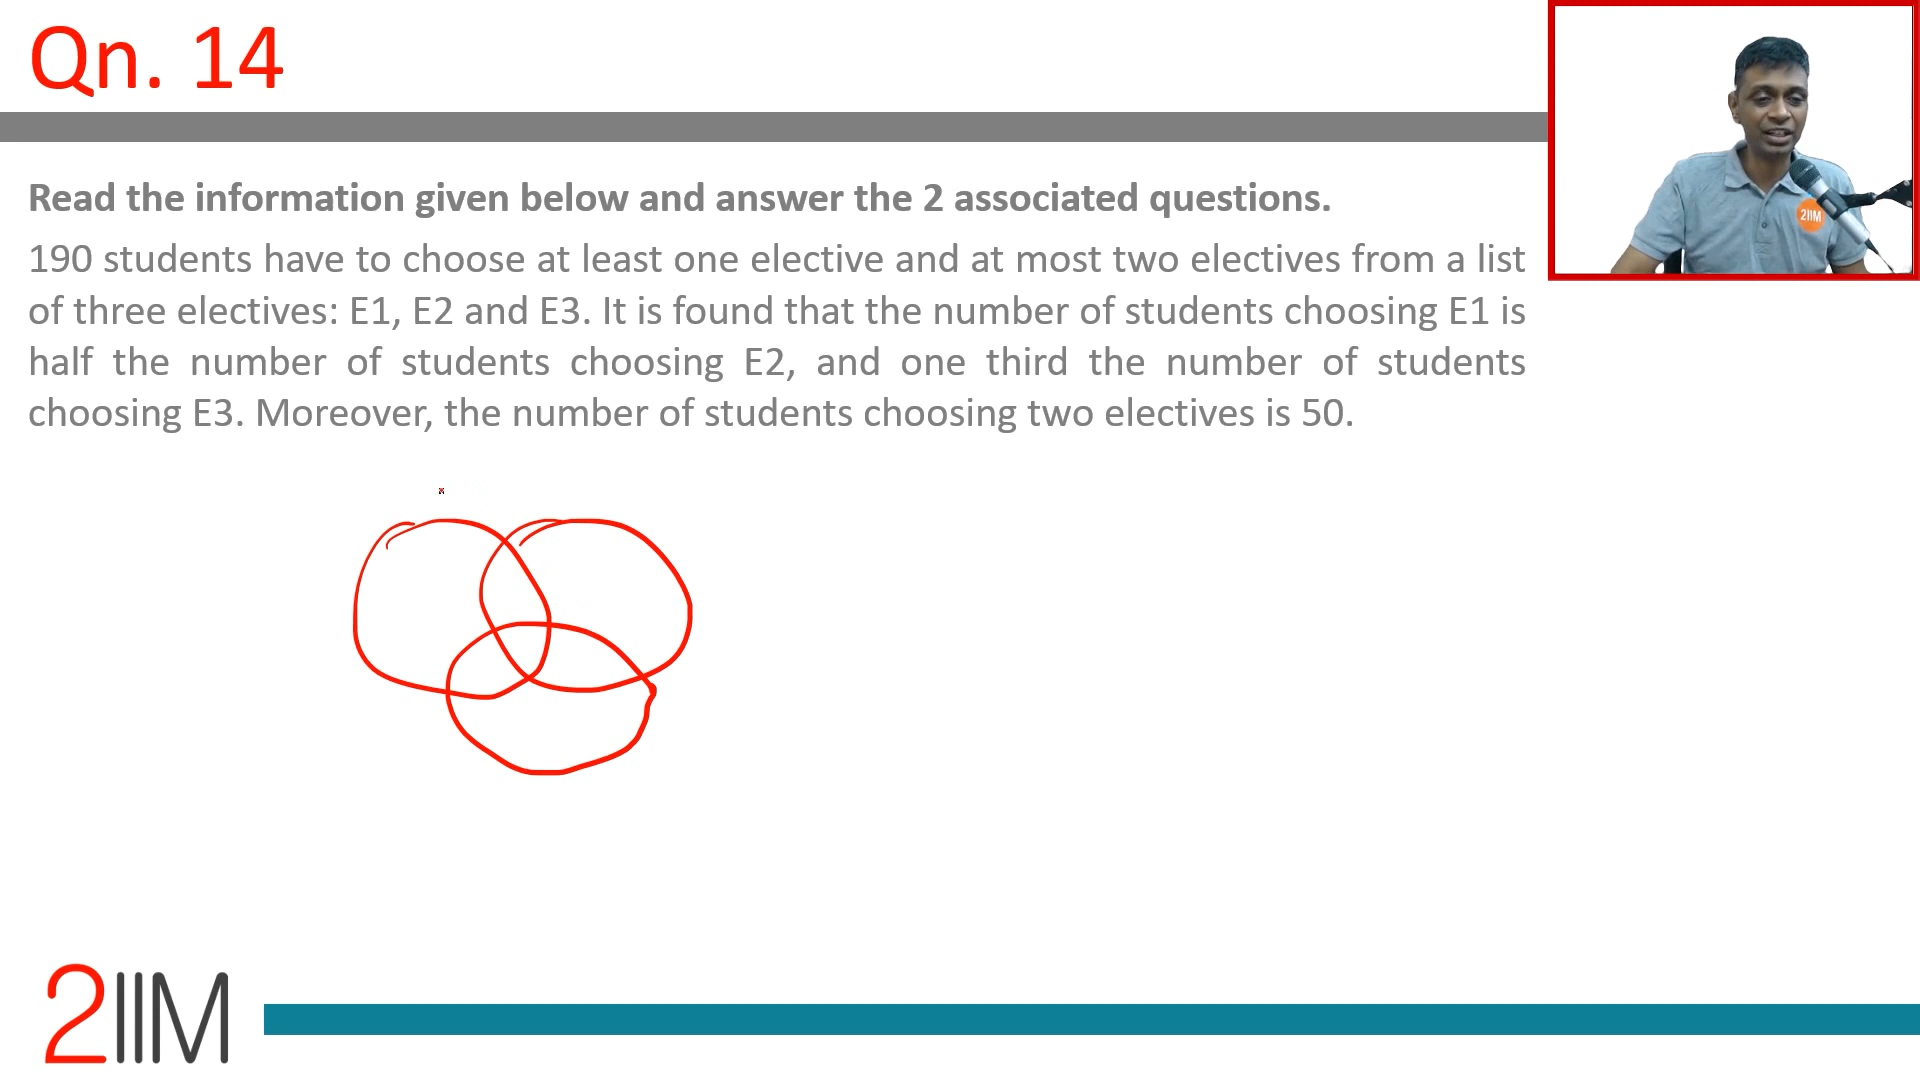 Qn. 14
2IIM
Read the information given below and answer the 2 associated questions.
190 students have to choose at least one elective and at most two electives from a list
of three electives: E1, E2 and E3. It is found that the number of students choosing E1 is
half the number of students choosing E2, and one third the number of students
choosing E3. Moreover, the number of students choosing two electives is 50.
2IIM